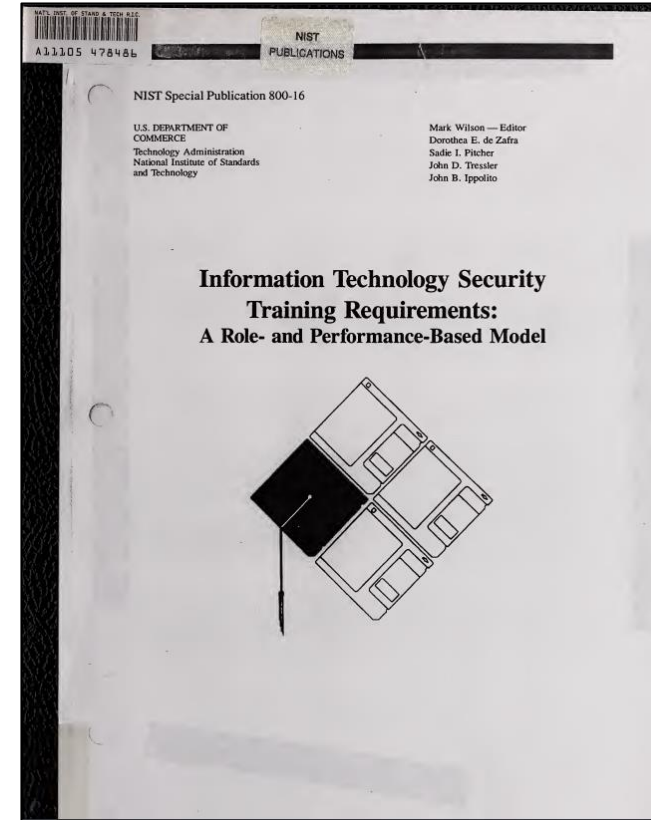 NAT'L INST. OF STAND & TECH R.I.C.
A11105 478486
NIST
PUBLICATIONS
NIST Special Publication 800-16
U.S. DEPARTMENT OF
COMMERCE
Technology Administration
National Institute of Standards
and Technology
Mark Wilson — Editor
Dorothea E. de Zafra
Sadie I. Pitcher
John D. Tressler
John B. Ippolito
Information Technology Security
Training Requirements:
A Role- and Performance-Based Model